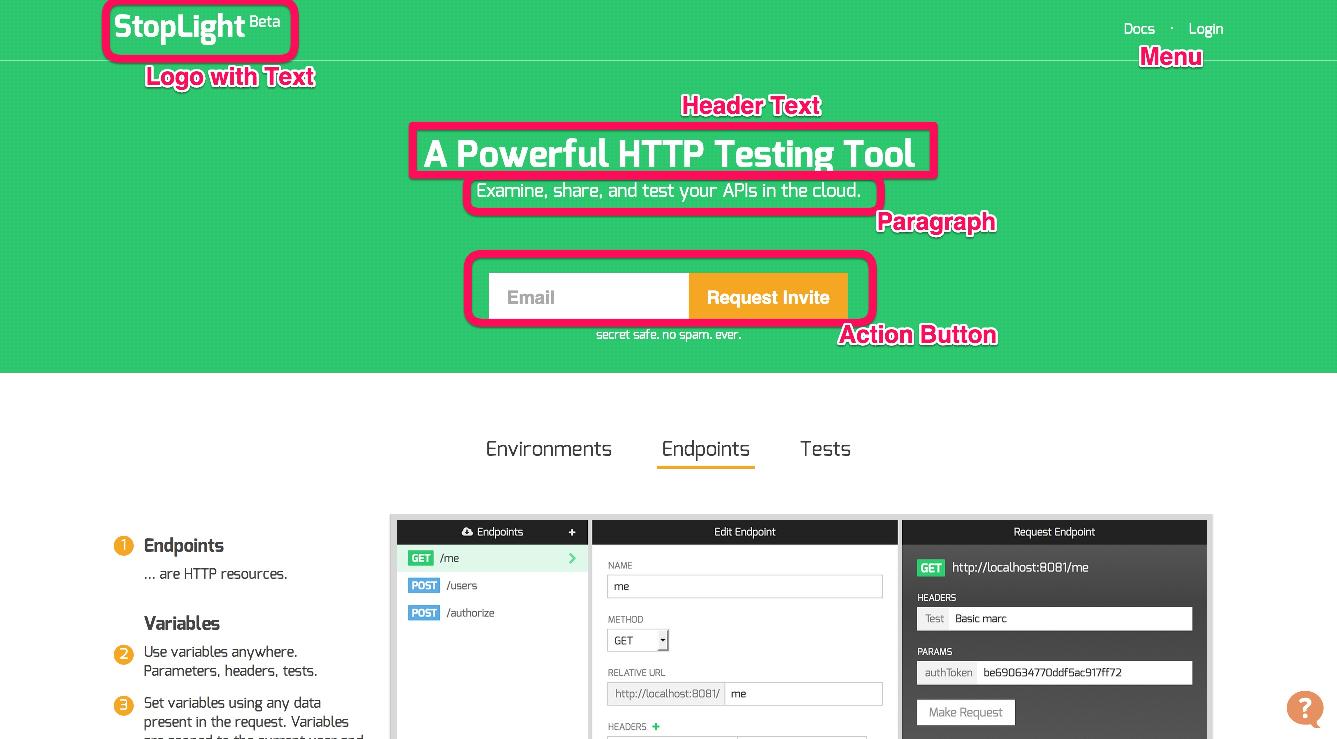 StopLight Beta
Docs · Login
Logo with Text
Menu
Header Text
A Powerful HTTP Testing Tool
Examine, share, and test your APIs in the cloud.
Paragraph
Email Request Invite
secret safe. no spam. ever.
Action Button
Environments Endpoints Tests
1 Endpoints
... are HTTP resources.
Variables
2 Use variables anywhere.
Parameters, headers, tests.
3 Set variables using any data
present in the request. Variables
Endpoints +
GET /me
POST /users
POST /authorize
Edit Endpoint
NAME
me
METHOD
GET
RELATIVE URL
http://localhost:8081/ me
HEADERS +
Request Endpoint
GET http://localhost:8081/me
HEADERS
Test Basic marc
PARAMS
authToken be690634770ddf5ac917ff72
Make Request
?